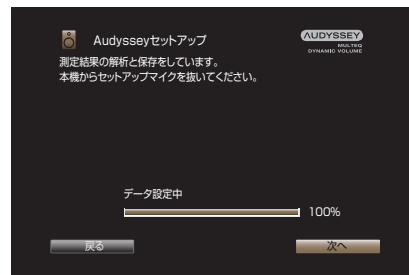 Audysseyセットアップ
AUDYSSEY
MULTEQ
DYNAMIC VOLUME
測定結果の解析と保存をしています。
本機からセットアップマイクを抜いてください。
データ設定中
100%
戻る
次へ